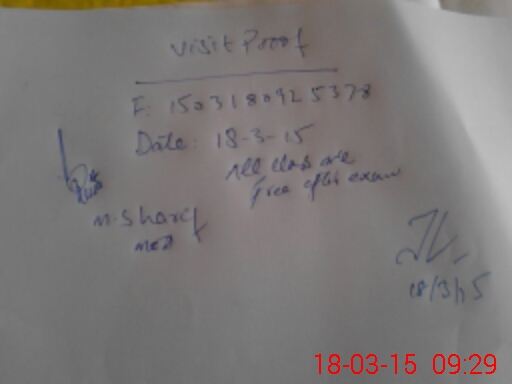 Visit Proof
F: 1503180925378
Date: 18-3-15
All class are
Free after exam
M. Sharef
18/3/15
18-03-15 09:29